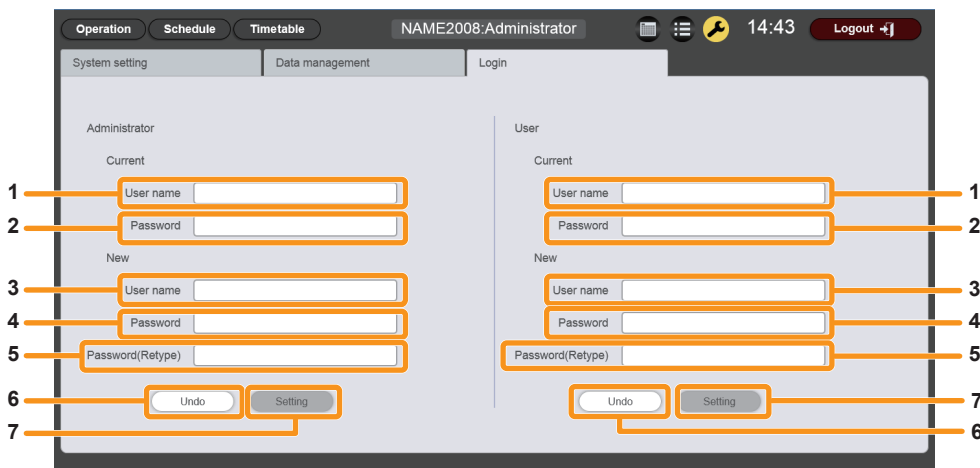 Operation Schedule Timetable NAME2008:Administrator 14:43 Logout
System setting Data management Login
Administrator User
Current Current
1 User name User name 1
2 Password Password 2
New New
3 User name User name 3
4 Password Password 4
5 Password(Retype) Password(Retype) 5
6 Undo Setting Undo Setting 7
7 6